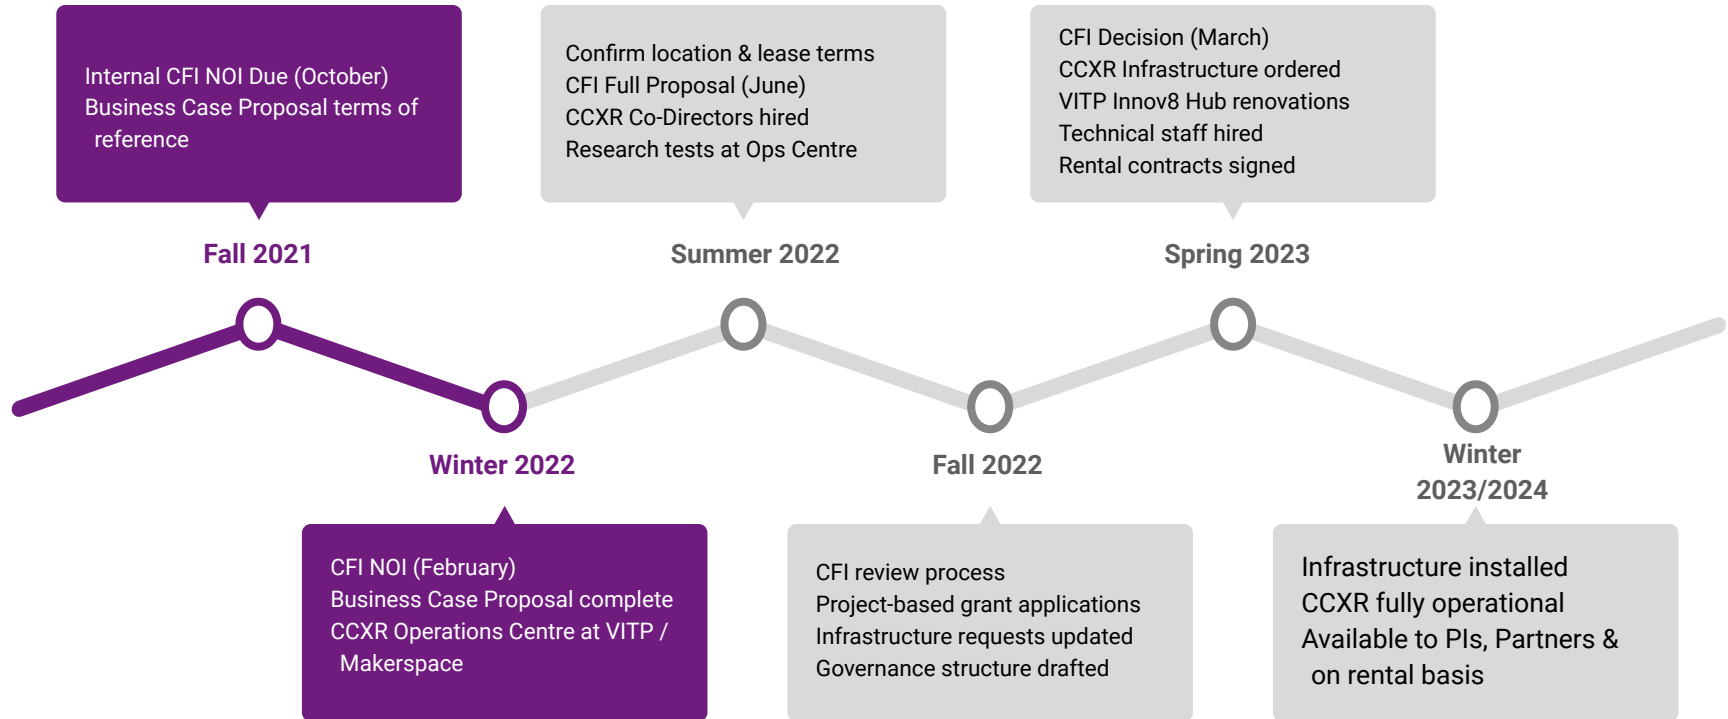 Internal CFI NOI Due (October)
Business Case Proposal terms of
reference
Fall 2021
CFI NOI (February)
Business Case Proposal complete
CCXR Operations Centre at VITP /
Makerspace
Winter 2022
Confirm location & lease terms
CFI Full Proposal (June)
CCXR Co-Directors hired
Research tests at Ops Centre
Summer 2022
CFI review process
Project-based grant applications
Infrastructure requests updated
Governance structure drafted
Fall 2022
CFI Decision (March)
CCXR Infrastructure ordered
VITP Innov8 Hub renovations
Technical staff hired
Rental contracts signed
Spring 2023
Winter
2023/2024
Infrastructure installed
CCXR fully operational
Available to PIs, Partners &
on rental basis